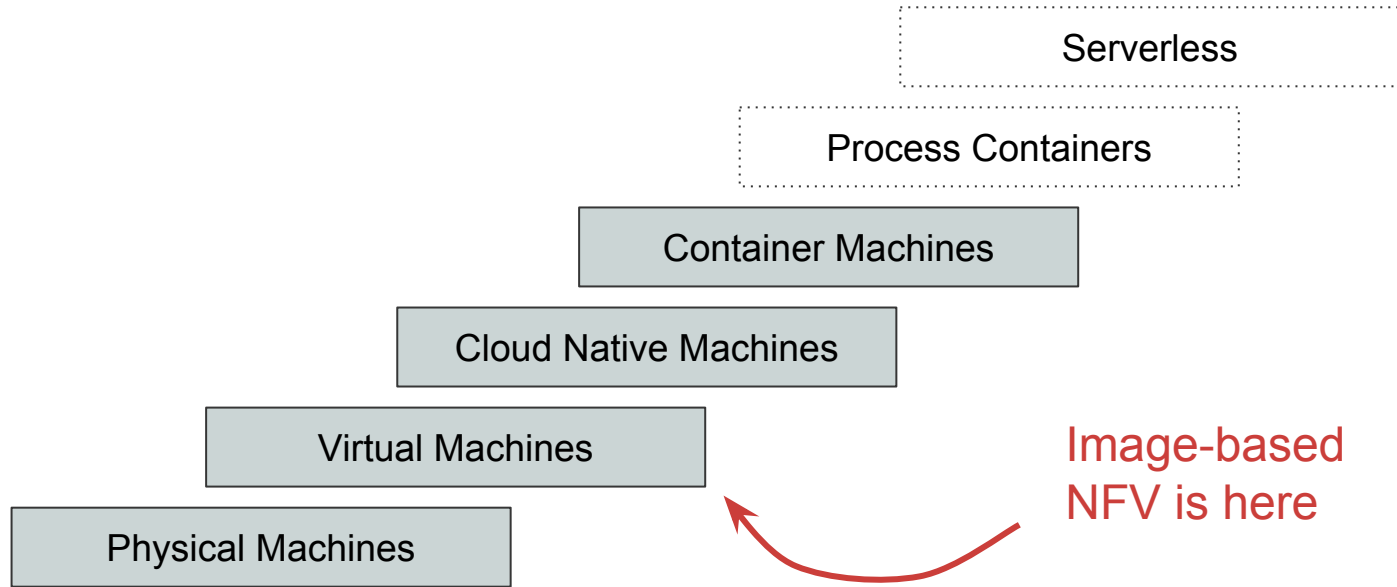 Serverless
Process Containers
Container Machines
Cloud Native Machines
Virtual Machines
Image-based
NFV is here
Physical Machines